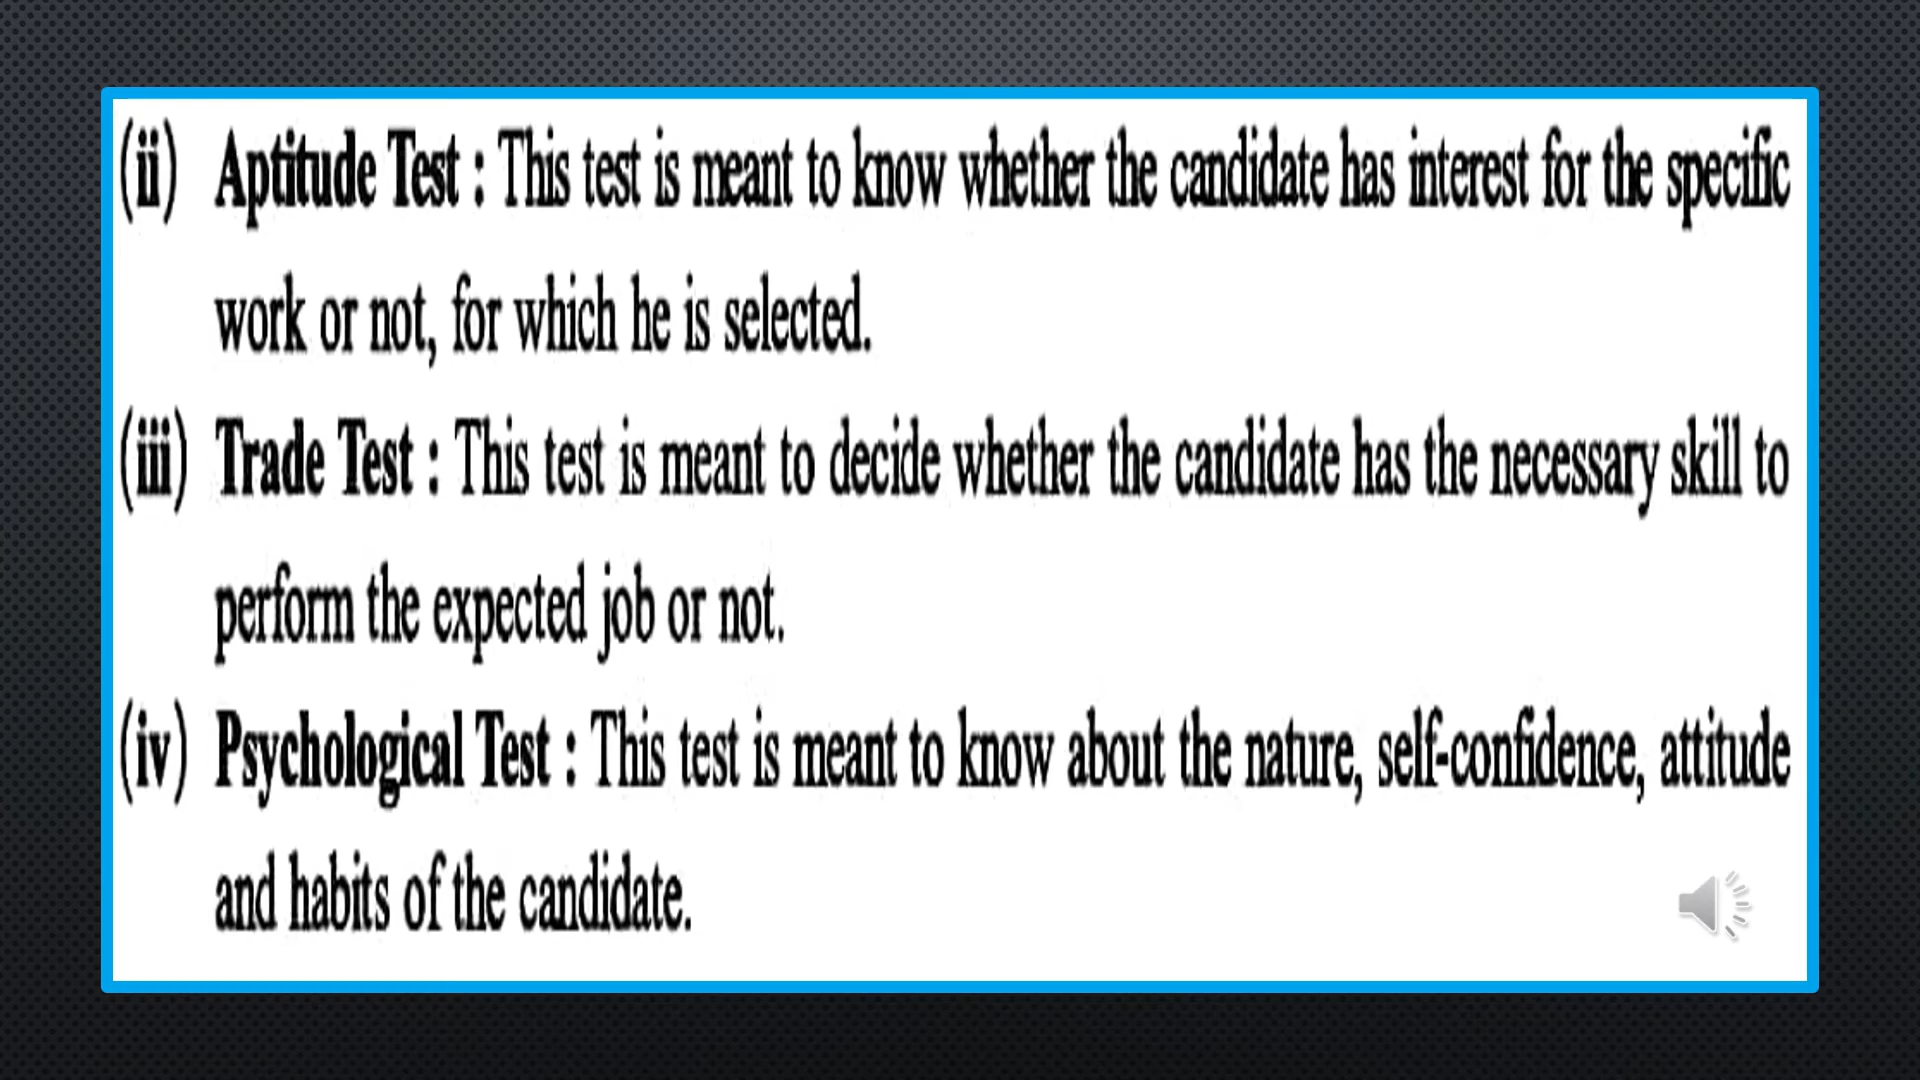 (ii) Aptitude Test : This test is meant to know whether the candidate has interest for the specific
work or not, for which he is selected.
(iii) Trade Test : This test is meant to decide whether the candidate has the necessary skill to
perform the expected job or not.
(iv) Psychological Test : This test is meant to know about the nature, self-confidence, attitude
and habits of the candidate.